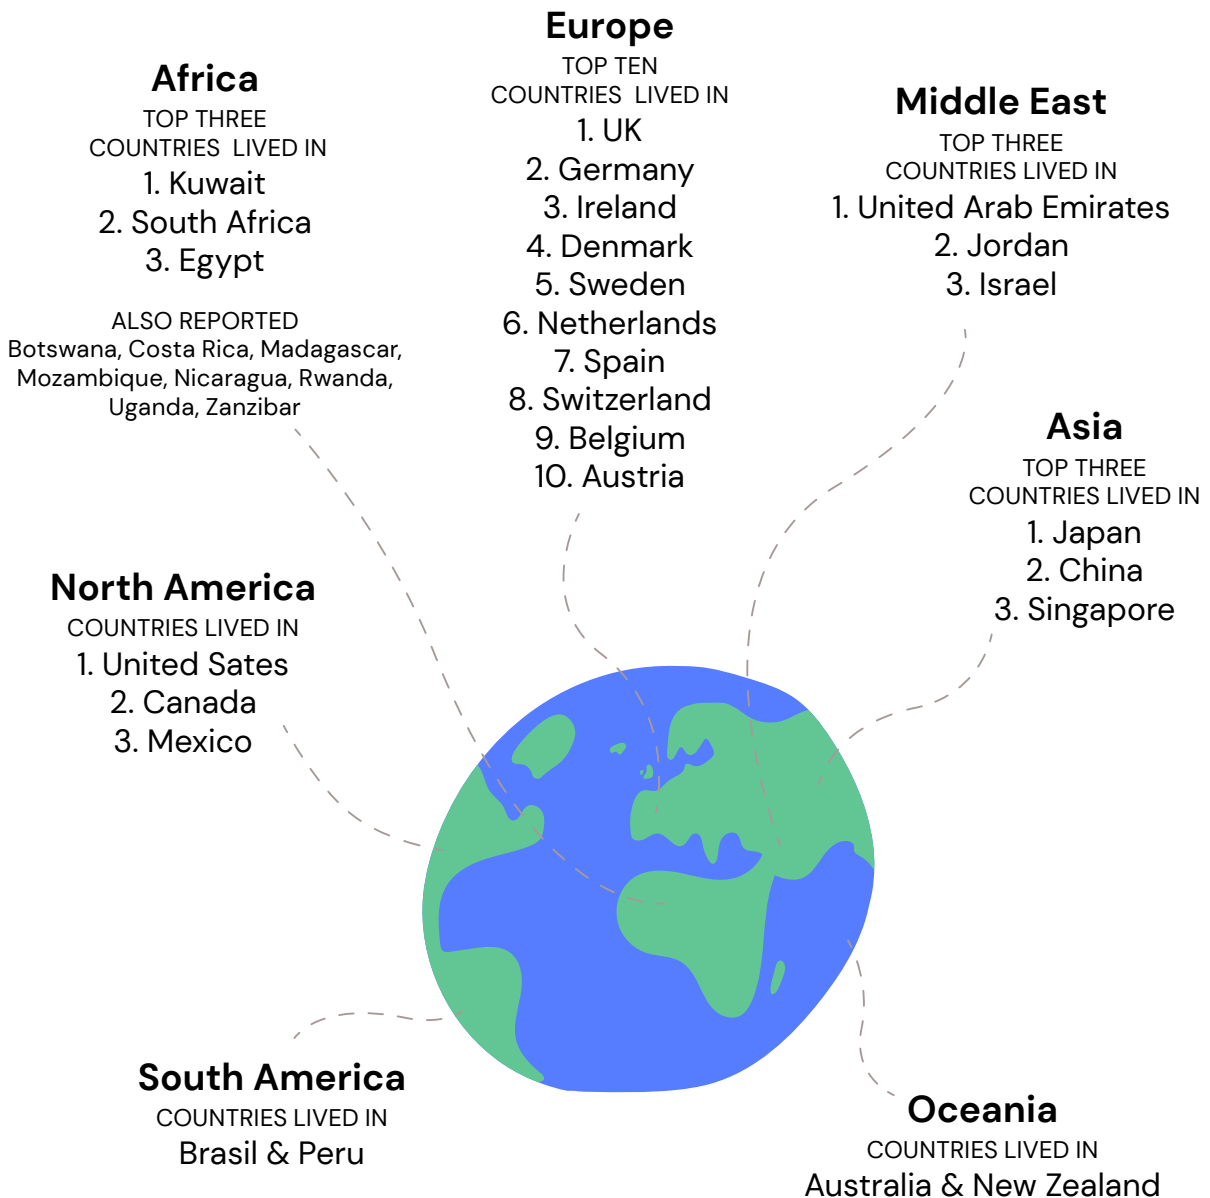 Europe
TOP TEN
COUNTRIES LIVED IN
1. UK
2. Germany
3. Ireland
4. Denmark
5. Sweden
6. Netherlands
7. Spain
8. Switzerland
9. Belgium
10. Austria
Africa
TOP THREE
COUNTRIES LIVED IN
1. Kuwait
2. South Africa
3. Egypt
ALSO REPORTED
Botswana, Costa Rica, Madagascar,
Mozambique, Nicaragua, Rwanda,
Uganda, Zanzibar
Middle East
TOP THREE
COUNTRIES LIVED IN
1. United Arab Emirates
2. Jordan
3. Israel
Asia
TOP THREE
COUNTRIES LIVED IN
1. Japan
2. China
3. Singapore
North America
COUNTRIES LIVED IN
1. United Sates
2. Canada
3. Mexico
South America
COUNTRIES LIVED IN
Brasil & Peru
Oceania
COUNTRIES LIVED IN
Australia & New Zealand